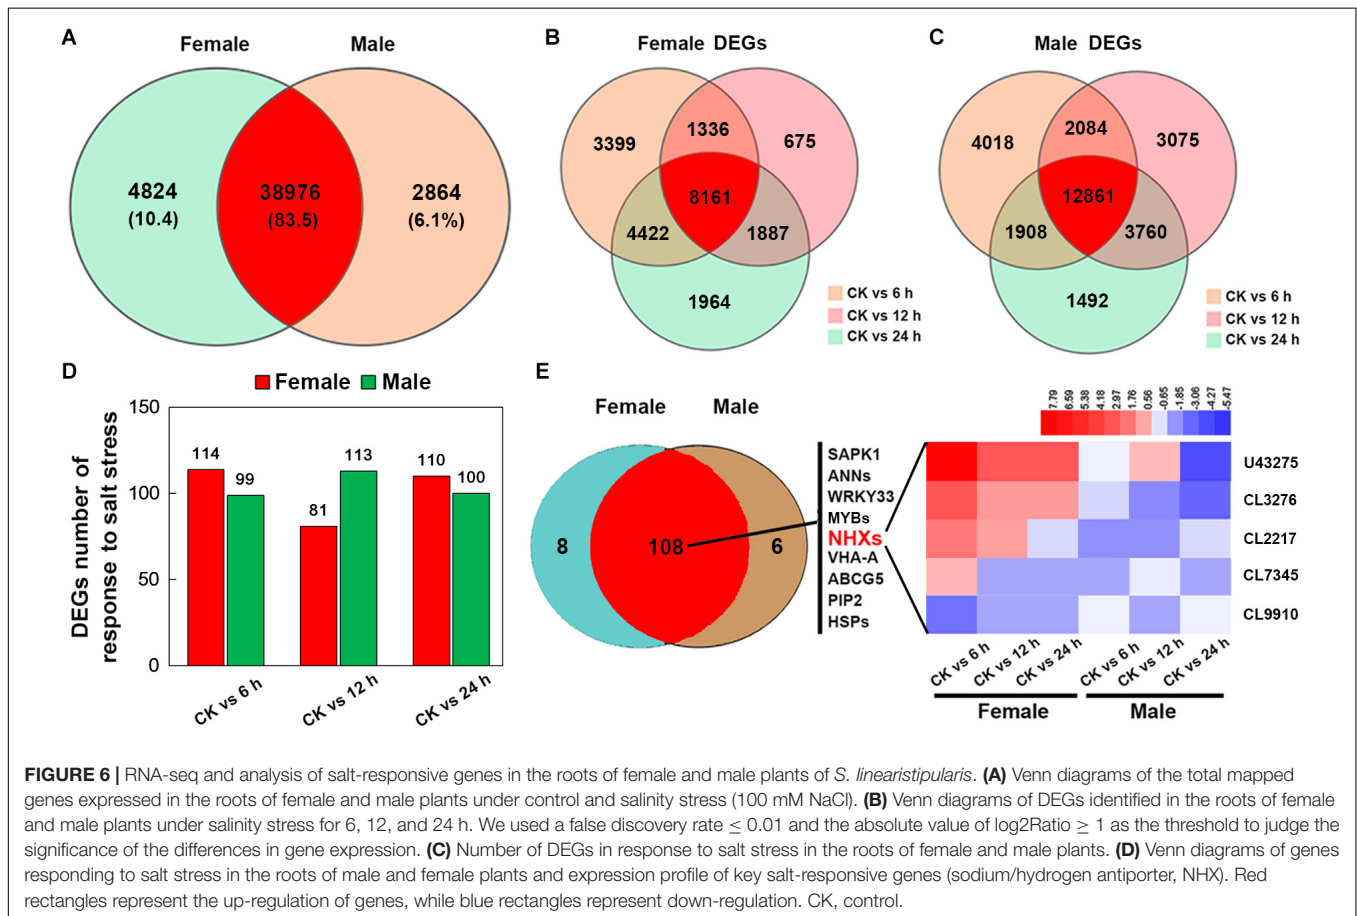 A
Female Male
4824
(10.4)
38976
(83.5)
2864
(6.1%)
B
Female DEGs
3399
1336
675
8161
4422
1887
1964
CK vs 6 h
CK vs 12 h
CK vs 24 h
C
Male DEGs
4018
2084
3075
12861
1908
3760
1492
CK vs 6 h
CK vs 12 h
CK vs 24 h
D
Female Male
DEGs number of
response to salt stress
150
100
50
0
114
99
81
113
110
100
CK vs 6 h
CK vs 12 h
CK vs 24 h
E
Female Male
8
108
6
SAPK1
ANNs
WRKY33
MYBs
NHXs
VHA-A
ABCG5
PIP2
HSPs
7.79
6.59
5.38
4.18
2.97
1.76
0.56
-0.65
-1.85
-3.06
-4.27
-5.47
U43275
CL3276
CL2217
CL7345
CL9910
CK vs 6 h
CK vs 12 h
CK vs 24 h
CK vs 6 h
CK vs 12 h
CK vs 24 h
Female
Male
FIGURE 6 | RNA-seq and analysis of salt-responsive genes in the roots of female and male plants of S. linearistipularis. (A) Venn diagrams of the total mapped
genes expressed in the roots of female and male plants under control and salinity stress (100 mM NaCl). (B) Venn diagrams of DEGs identified in the roots of female
and male plants under salinity stress for 6, 12, and 24 h. We used a false discovery rate ≤ 0.01 and the absolute value of log2Ratio ≥ 1 as the threshold to judge the
significance of the differences in gene expression. (C) Number of DEGs in response to salt stress in the roots of female and male plants. (D) Venn diagrams of genes
responding to salt stress in the roots of male and female plants and expression profile of key salt-responsive genes (sodium/hydrogen antiporter, NHX). Red
rectangles represent the up-regulation of genes, while blue rectangles represent down-regulation. CK, control.